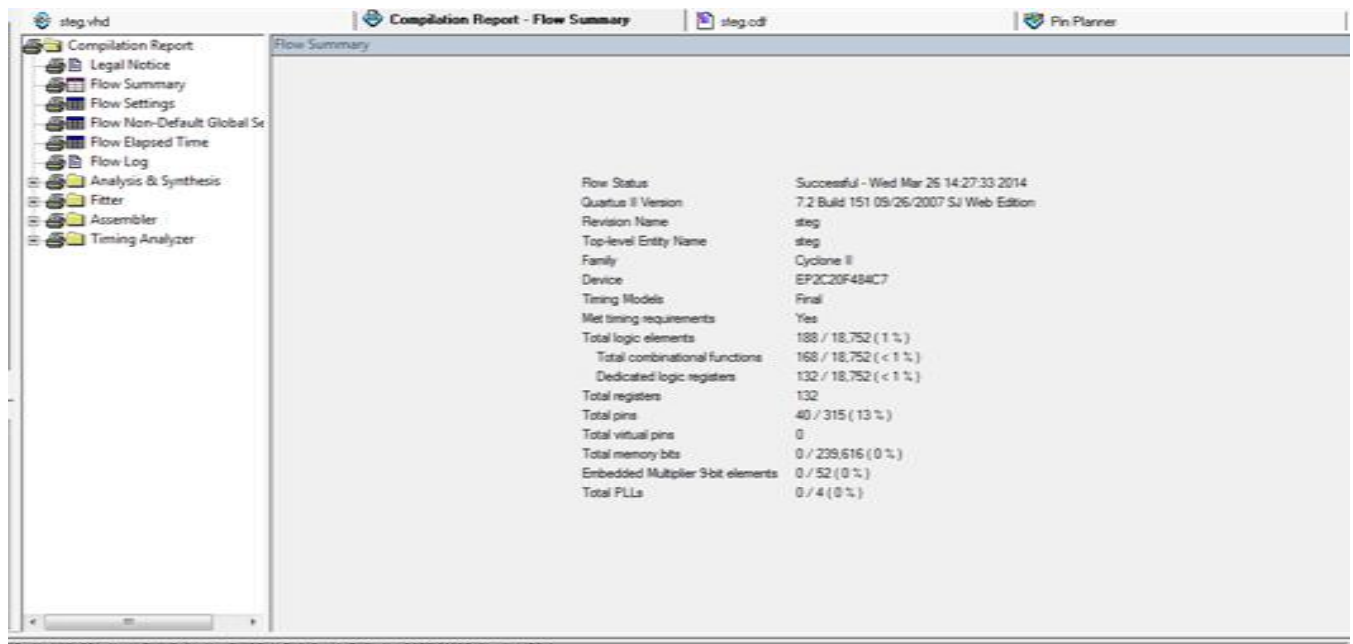 steg.vhd
Compilation Report - Flow Summary
steg.cdf
Pin Planner
Compilation Report
Legal Notice
Flow Summary
Flow Settings
Flow Non-Default Global Se
Flow Elapsed Time
Flow Log
Analysis & Synthesis
Fitter
Assembler
Timing Analyzer
Flow Summary
Flow Status Successful - Wed Mar 26 14:27:33 2014
Quartus II Version 7.2 Build 151 09/26/2007 SJ Web Edition
Revision Name steg
Top-level Entity Name steg
Family Cyclone II
Device EP2C20F484C7
Timing Models Final
Met timing requirements Yes
Total logic elements 188 / 18,752 ( 1 % )
Total combinational functions 168 / 18,752 ( < 1 % )
Dedicated logic registers 132 / 18,752 ( < 1 % )
Total registers 132
Total pins 40 / 315 ( 13 % )
Total virtual pins 0
Total memory bits 0 / 239,616 ( 0 % )
Embedded Multiplier 9-bit elements 0 / 52 ( 0 % )
Total PLLs 0 / 4 ( 0 % )